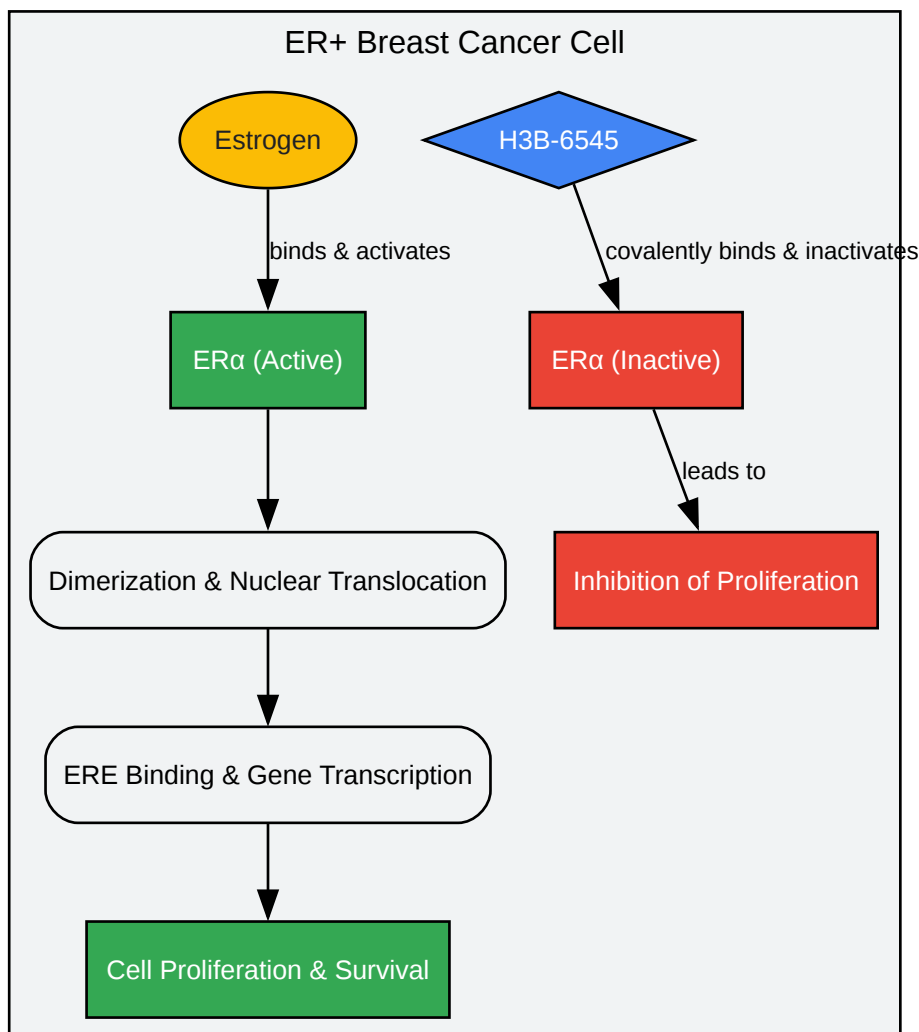 ER+ Breast Cancer Cell
Estrogen
H3B-6545
binds & activates
covalently binds & inactivates
ERα (Active)
ERα (Inactive)
leads to
Dimerization & Nuclear Translocation
Inhibition of Proliferation
ERE Binding & Gene Transcription
Cell Proliferation & Survival